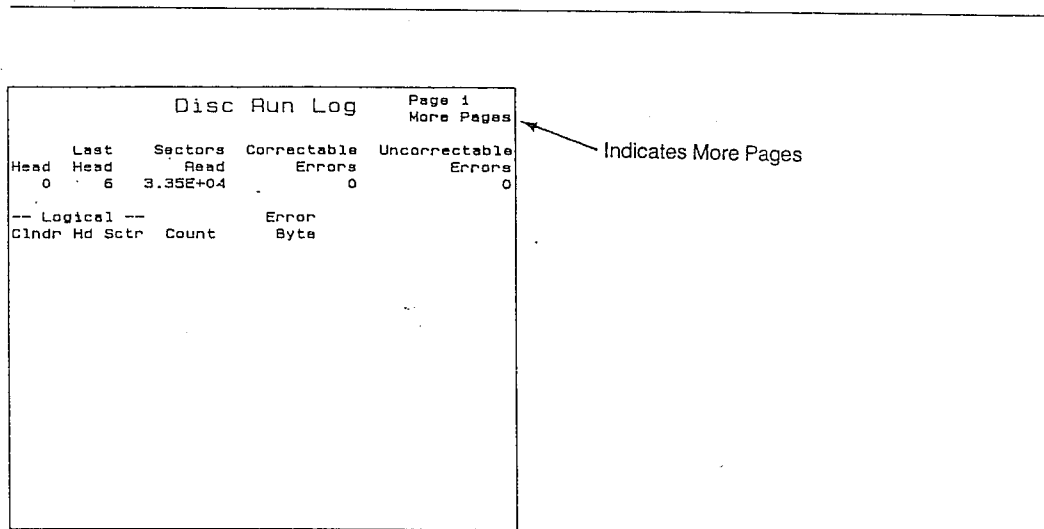 Disc Run Log Page 1
More Pages
Indicates More Pages
Last Sectors Correctable Uncorrectable
Head Head Read Errors Errors
0 6 3.35E+04 0 0
-- Logical -- Error
Clndr Hd Sctr Count Byte